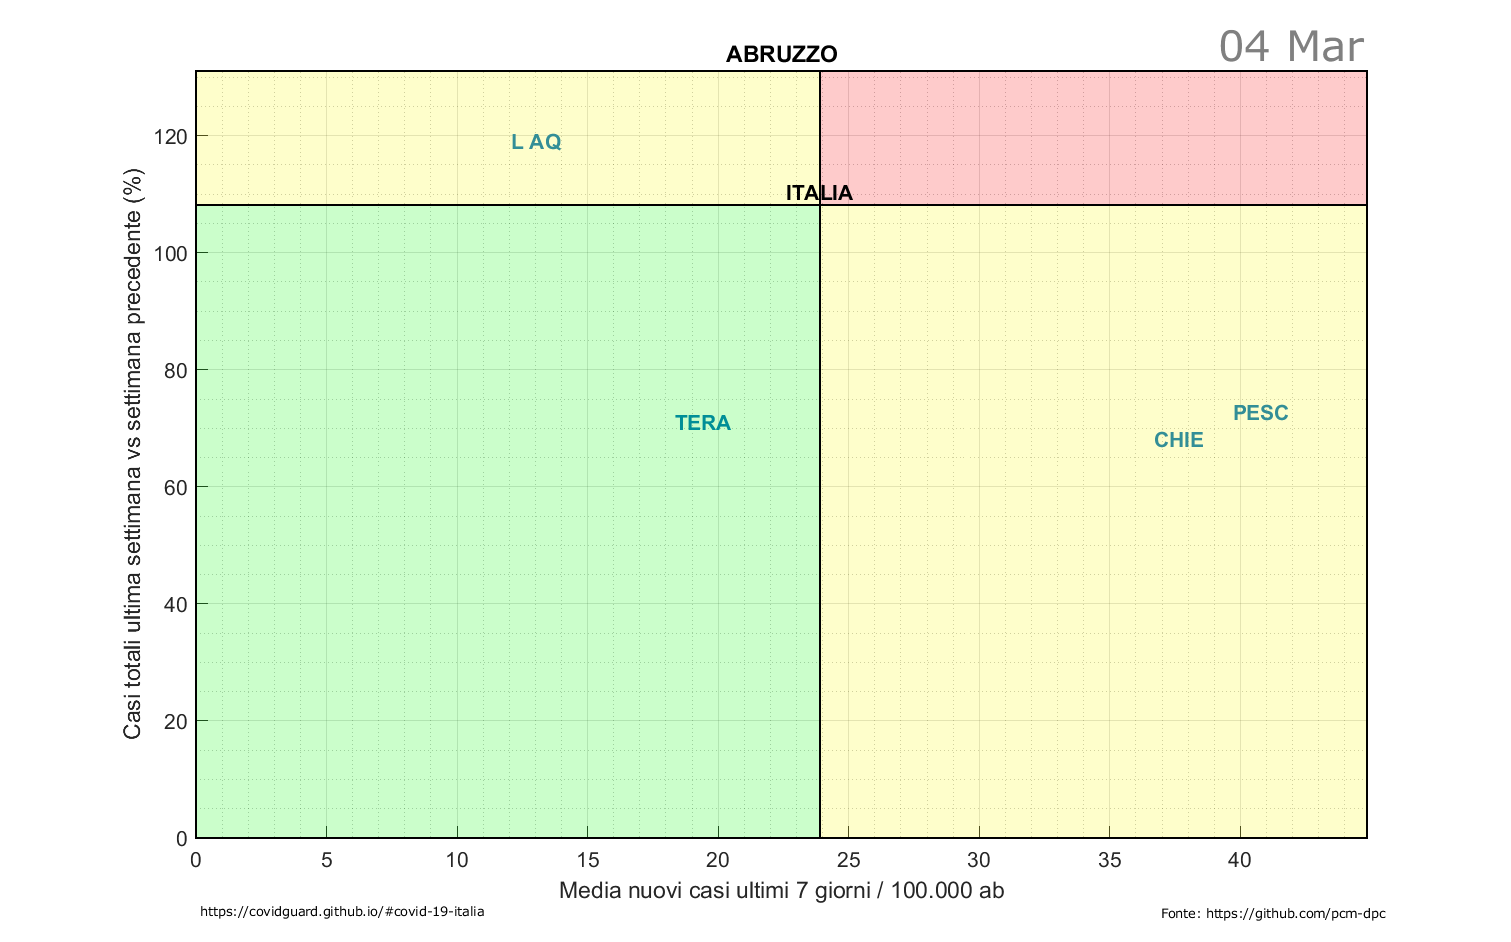 04 Mar
ABRUZZO
120
L AQ
ITALIA
100
80
PESC
TERA
CHIE
60
40
20
0
Casi totali ultima settimana vs settimana precedente (%)
0 5 10 15 20 25 30 35 40
Media nuovi casi ultimi 7 giorni / 100.000 ab
https://covidguard.github.io/#covid-19-italia
Fonte: https://github.com/pcm-dpc